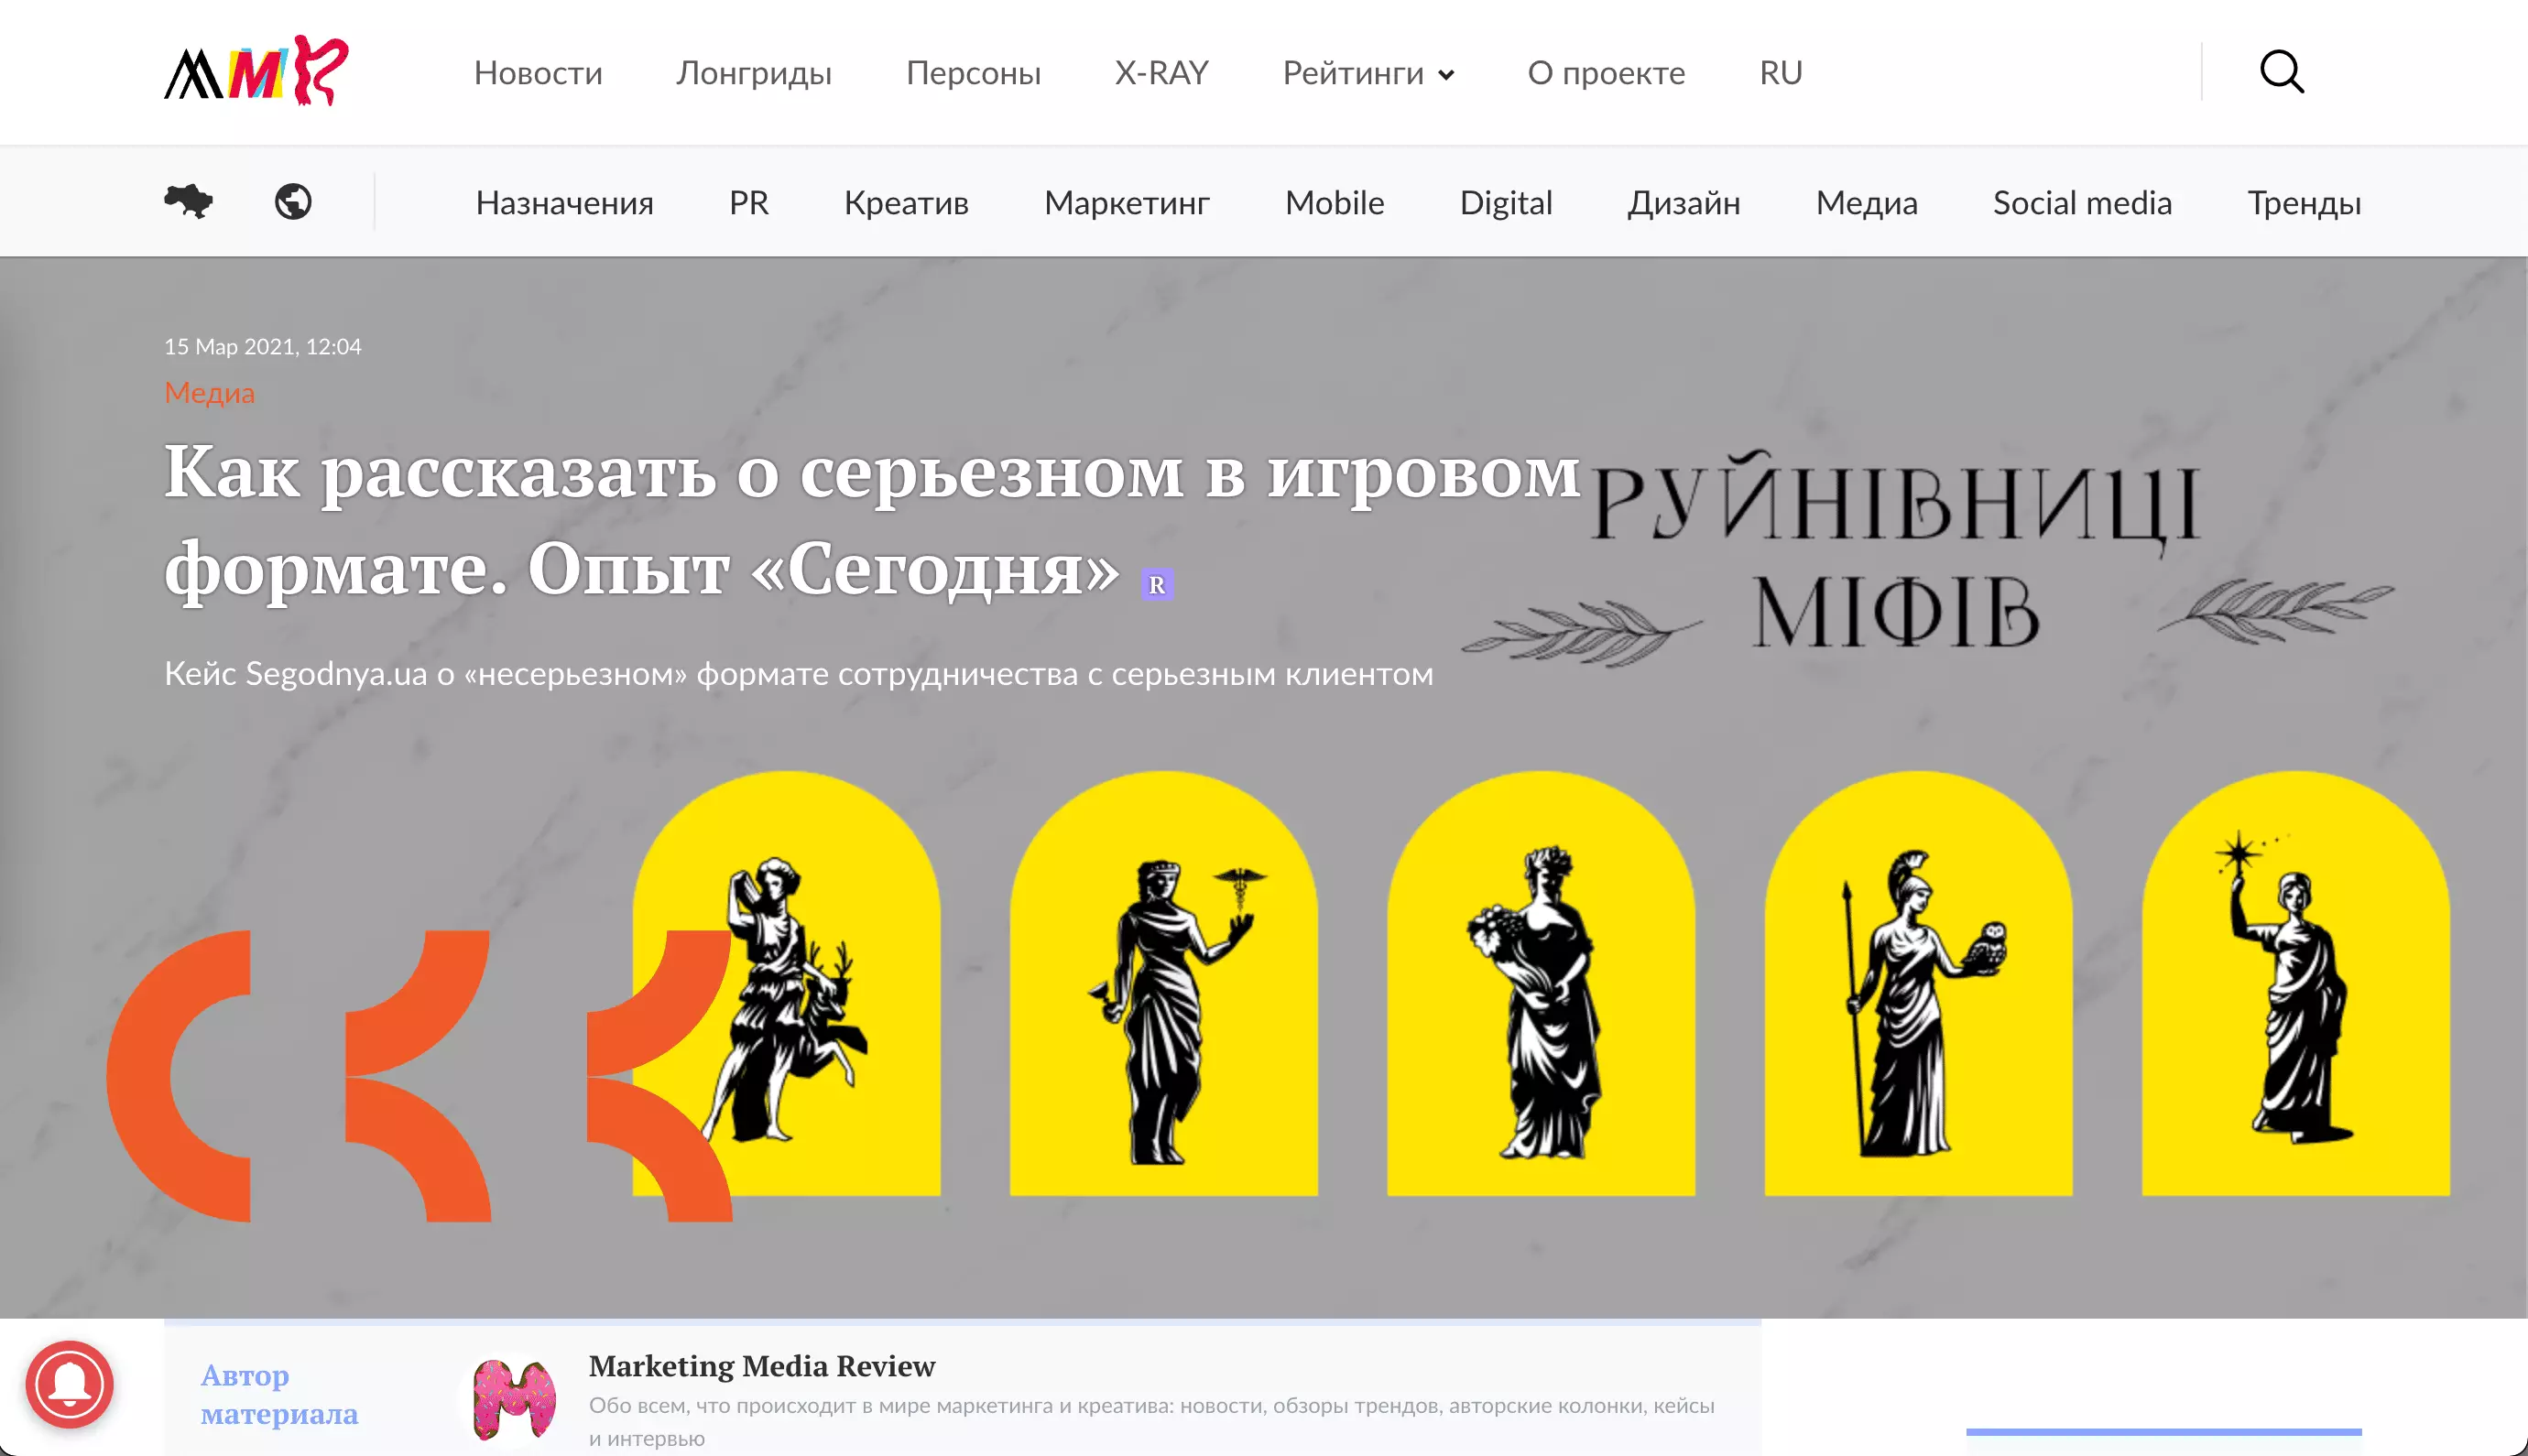 MMR
Новости Лонгриды Персоны X-RAY Рейтинги О проекте RU
Назначения PR Креатив Маркетинг Mobile Digital Дизайн Медиа Social media Тренды
15 Мар 2021, 12:04
Медиа
Как рассказать о серьезном в игровом
формате. Опыт «Сегодня» R
Кейс Segodnya.ua о «несерьезном» формате сотрудничества с серьезным клиентом
РУЙНІВНИЦІ
МІФІВ
Автор
материала
M
Marketing Media Review
Обо всем, что происходит в мире маркетинга и креатива: новости, обзоры трендов, авторские колонки, кейсы
и интервью